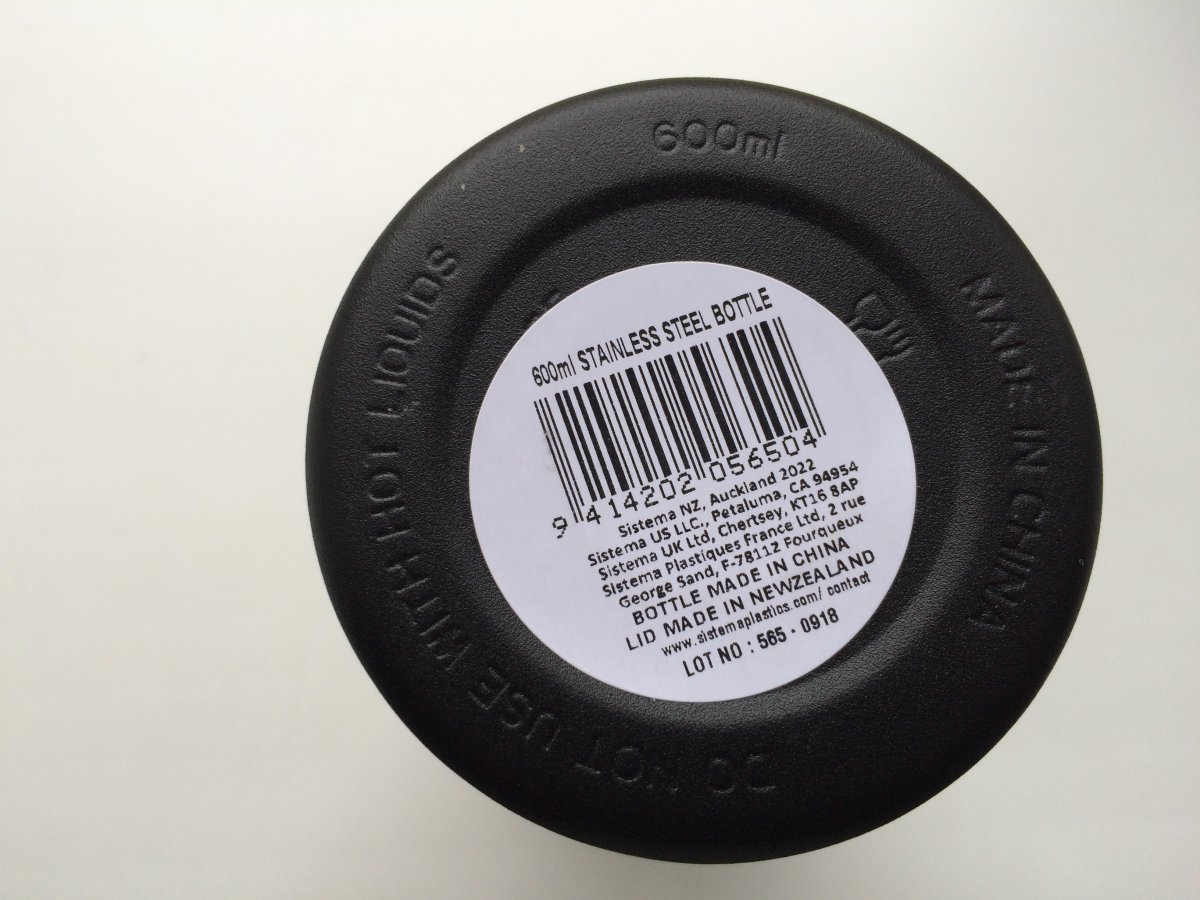 600ml
MADE IN CHINA
DO NOT USE WITH HOT LIQUIDS
600ml STAINLESS STEEL BOTTLE
9 414202 056504
Sistema NZ, Auckland 2022
Sistema US LLC., Petaluma, CA 94954
Sistema UK Ltd, Chertsey, KT16 8AP
Sistema Plastiques France Ltd, 2 rue
George Sand, F-78112 Fourqueux
BOTTLE MADE IN CHINA
LID MADE IN NEWZEALAND
www.sistemaplastics.com/ contact
LOT NO : 565 - 0918